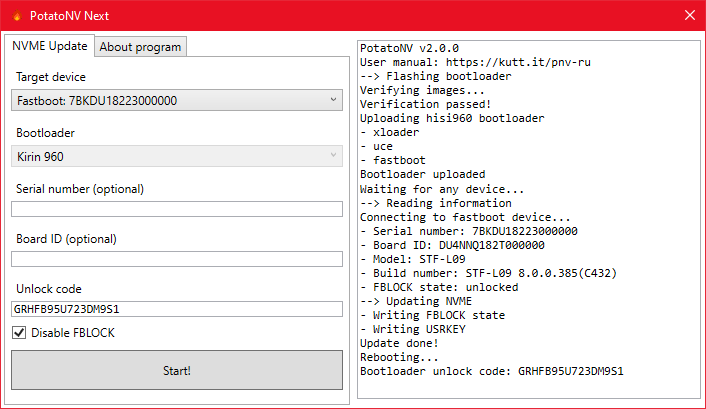 PotatoNV Next
NVME Update
About program
Target device
Fastboot: 7BKDU18223000000
Bootloader
Kirin 960
Serial number (optional)
Board ID (optional)
Unlock code
GRHFB95U723DM9S1
Disable FBLOCK
Start!
PotatoNV v2.0.0
User manual: https://kutt.it/pnv-ru
--> Flashing bootloader
Verifying images...
Verification passed!
Uploading hisi960 bootloader
- xloader
- uce
- fastboot
Bootloader uploaded
Waiting for any device...
--> Reading information
Connecting to fastboot device...
- Serial number: 7BKDU18223000000
- Board ID: DU4NNQ182T000000
- Model: STF-L09
- Build number: STF-L09 8.0.0.385(C432)
- FBLOCK state: unlocked
--> Updating NVME
- Writing FBLOCK state
- Writing USRKEY
Update done!
Rebooting...
Bootloader unlock code: GRHFB95U723DM9S1